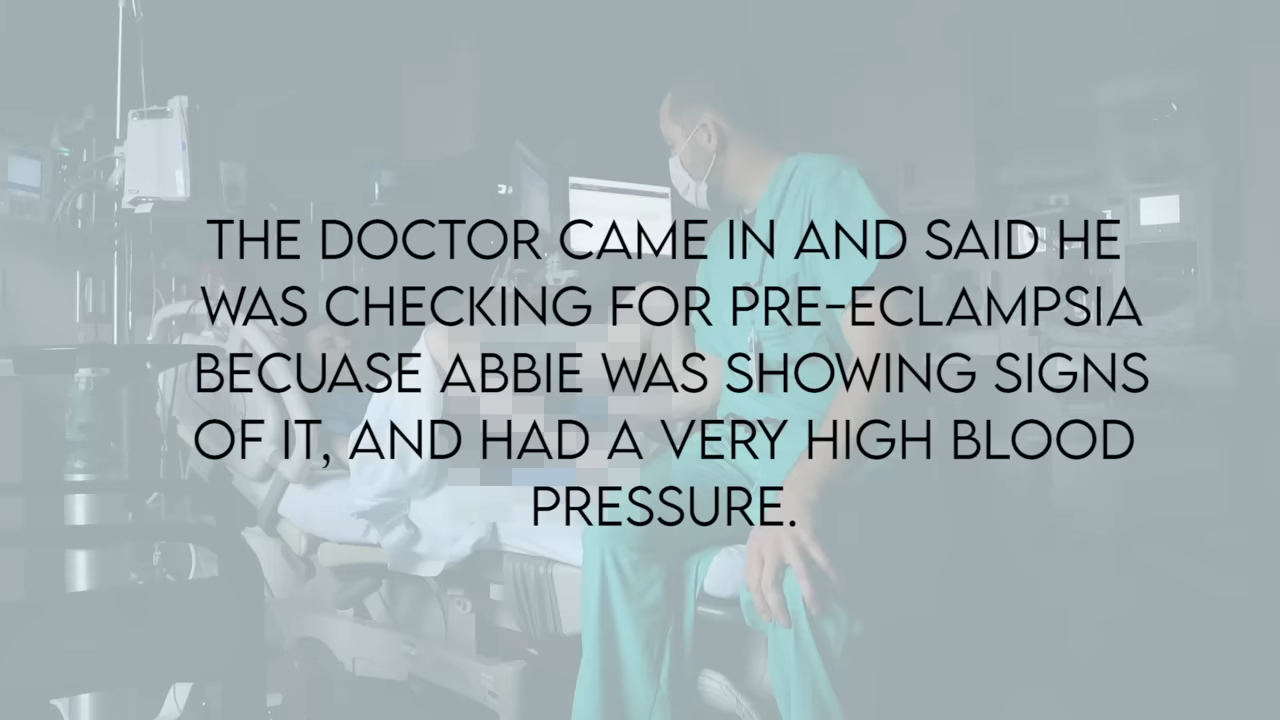 THE DOCTOR CAME IN AND SAID HE
WAS CHECKING FOR PRE-ECLAMPSIA
BECUASE ABBIE WAS SHOWING SIGNS
OF IT, AND HAD A VERY HIGH BLOOD
PRESSURE.